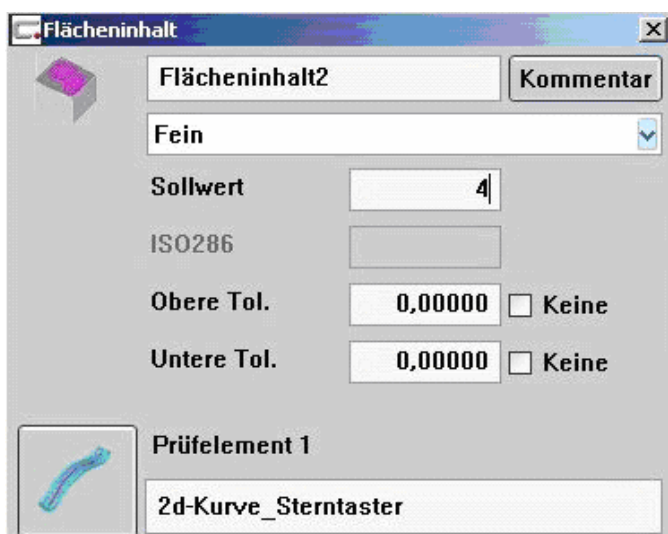 Flächeninhalt
Flächeninhalt2 Kommentar
Fein
Sollwert 4
ISO286
Obere Tol. 0,00000 Keine
Untere Tol. 0,00000 Keine
Prüfelement 1
2d-Kurve_Sterntaster